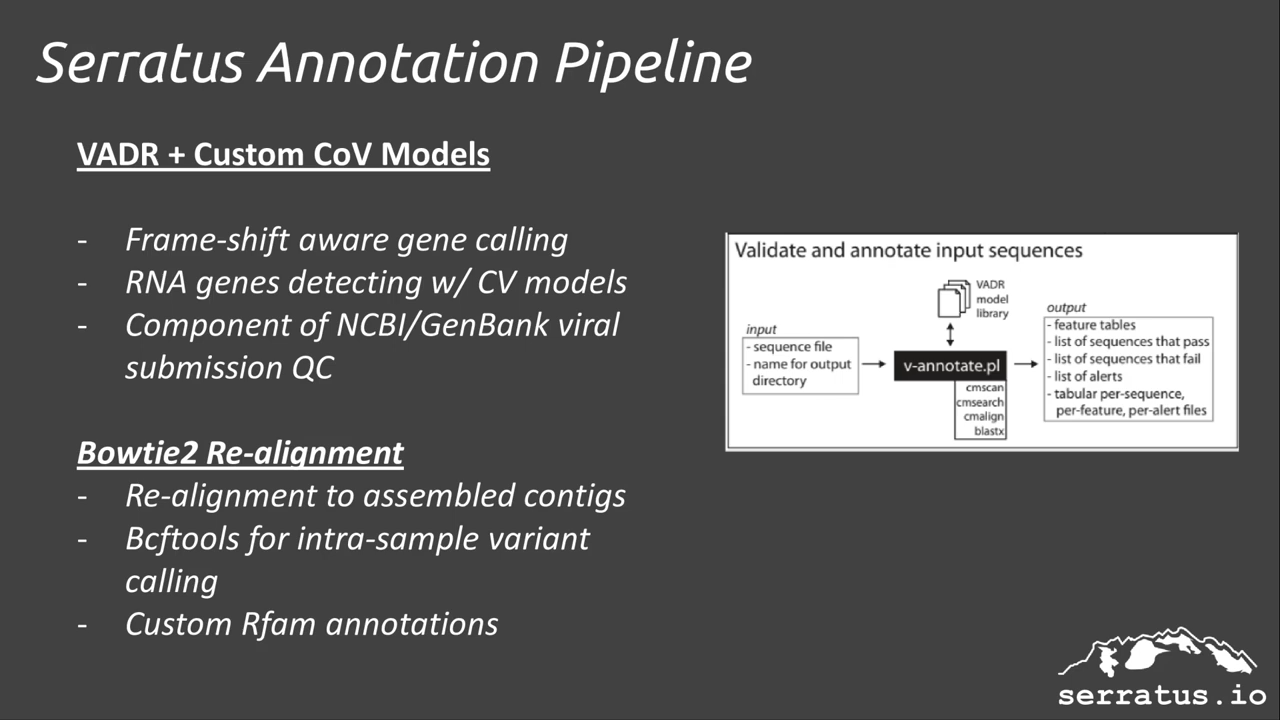 Serratus Annotation Pipeline
VADR + Custom CoV Models
- Frame-shift aware gene calling
- RNA genes detecting w/ CV models
- Component of NCBI/GenBank viral
submission QC
Bowtie2 Re-alignment
- Re-alignment to assembled contigs
- Bcftools for intra-sample variant
calling
- Custom Rfam annotations
Validate and annotate input sequences
VADR
model
library
input
- sequence file
- name for output
directory
v-annotate.pl
cmscan
cmsearch
cmalign
blastx
output
- feature tables
- list of sequences that pass
- list of sequences that fail
- list of alerts
- tabular per-sequence,
per-feature, per-alert files
serratus.io